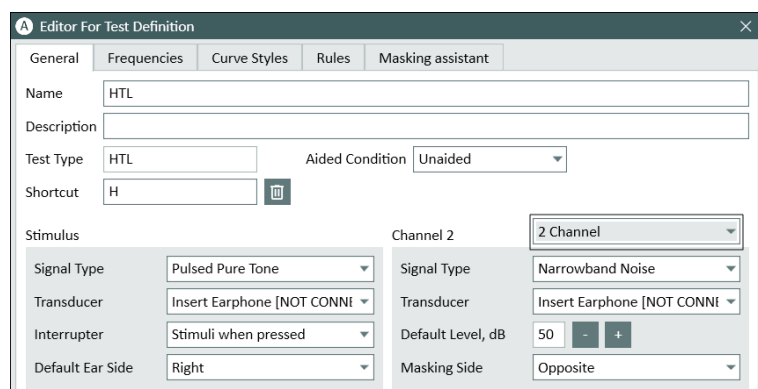 A Editor For Test Definition
General Frequencies Curve Styles Rules Masking assistant
Name HTL
Description
Test Type HTL Aided Condition Unaided
Shortcut H
Stimulus Channel 2 2 Channel
Signal Type Pulsed Pure Tone Signal Type Narrowband Noise
Transducer Insert Earphone [NOT CONNE Transducer Insert Earphone [NOT CONNE
Interrupter Stimuli when pressed Default Level, dB 50 - +
Default Ear Side Right Masking Side Opposite